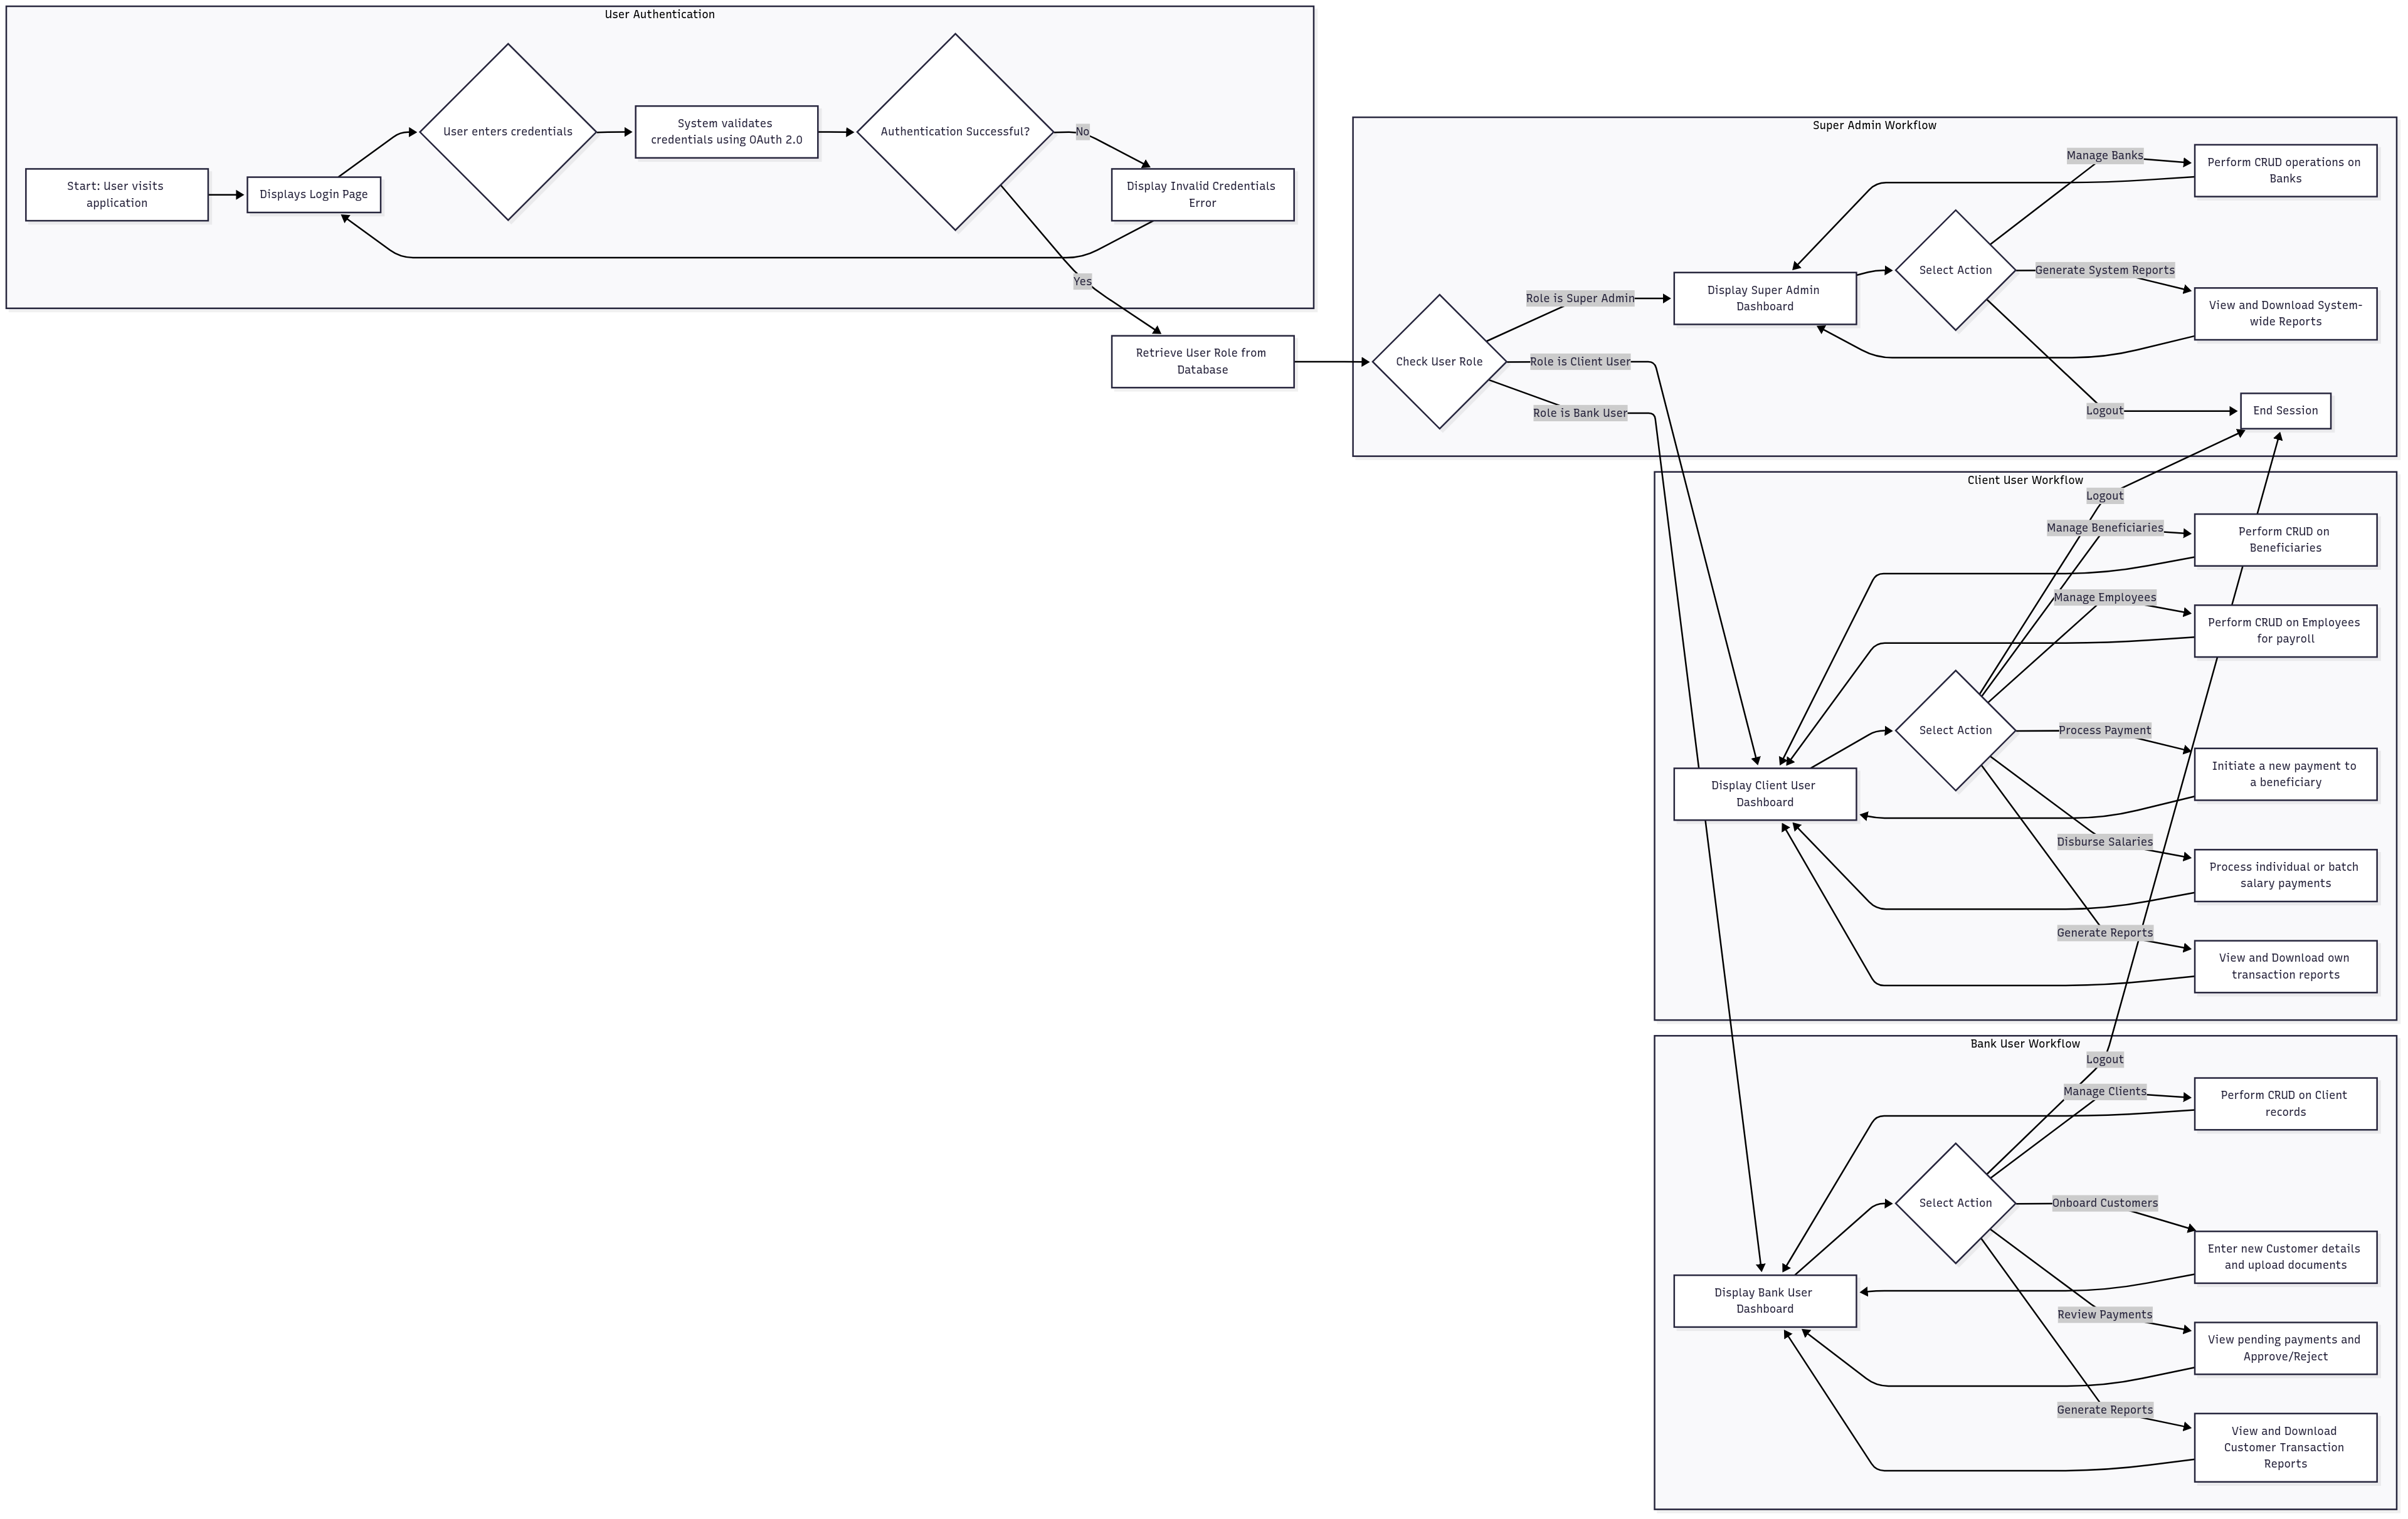 User Authentication
Start: User visits
application
Displays Login Page
User enters credentials
System validates
credentials using OAuth 2.0
Authentication Successful?
No
Display Invalid Credentials
Error
Yes
Retrieve User Role from
Database
Super Admin Workflow
Check User Role
Role is Super Admin
Role is Client User
Role is Bank User
Display Super Admin
Dashboard
Select Action
Manage Banks
Perform CRUD operations on
Banks
Generate System Reports
View and Download System-
wide Reports
Logout
End Session
Client User Workflow
Logout
Manage Beneficiaries
Perform CRUD on
Beneficiaries
Manage Employees
Perform CRUD on Employees
for payroll
Select Action
Process Payment
Initiate a new payment to
a beneficiary
Display Client User
Dashboard
Disburse Salaries
Process individual or batch
salary payments
Generate Reports
View and Download own
transaction reports
Bank User Workflow
Logout
Manage Clients
Perform CRUD on Client
records
Select Action
Onboard Customers
Enter new Customer details
and upload documents
Display Bank User
Dashboard
Review Payments
View pending payments and
Approve/Reject
Generate Reports
View and Download
Customer Transaction
Reports